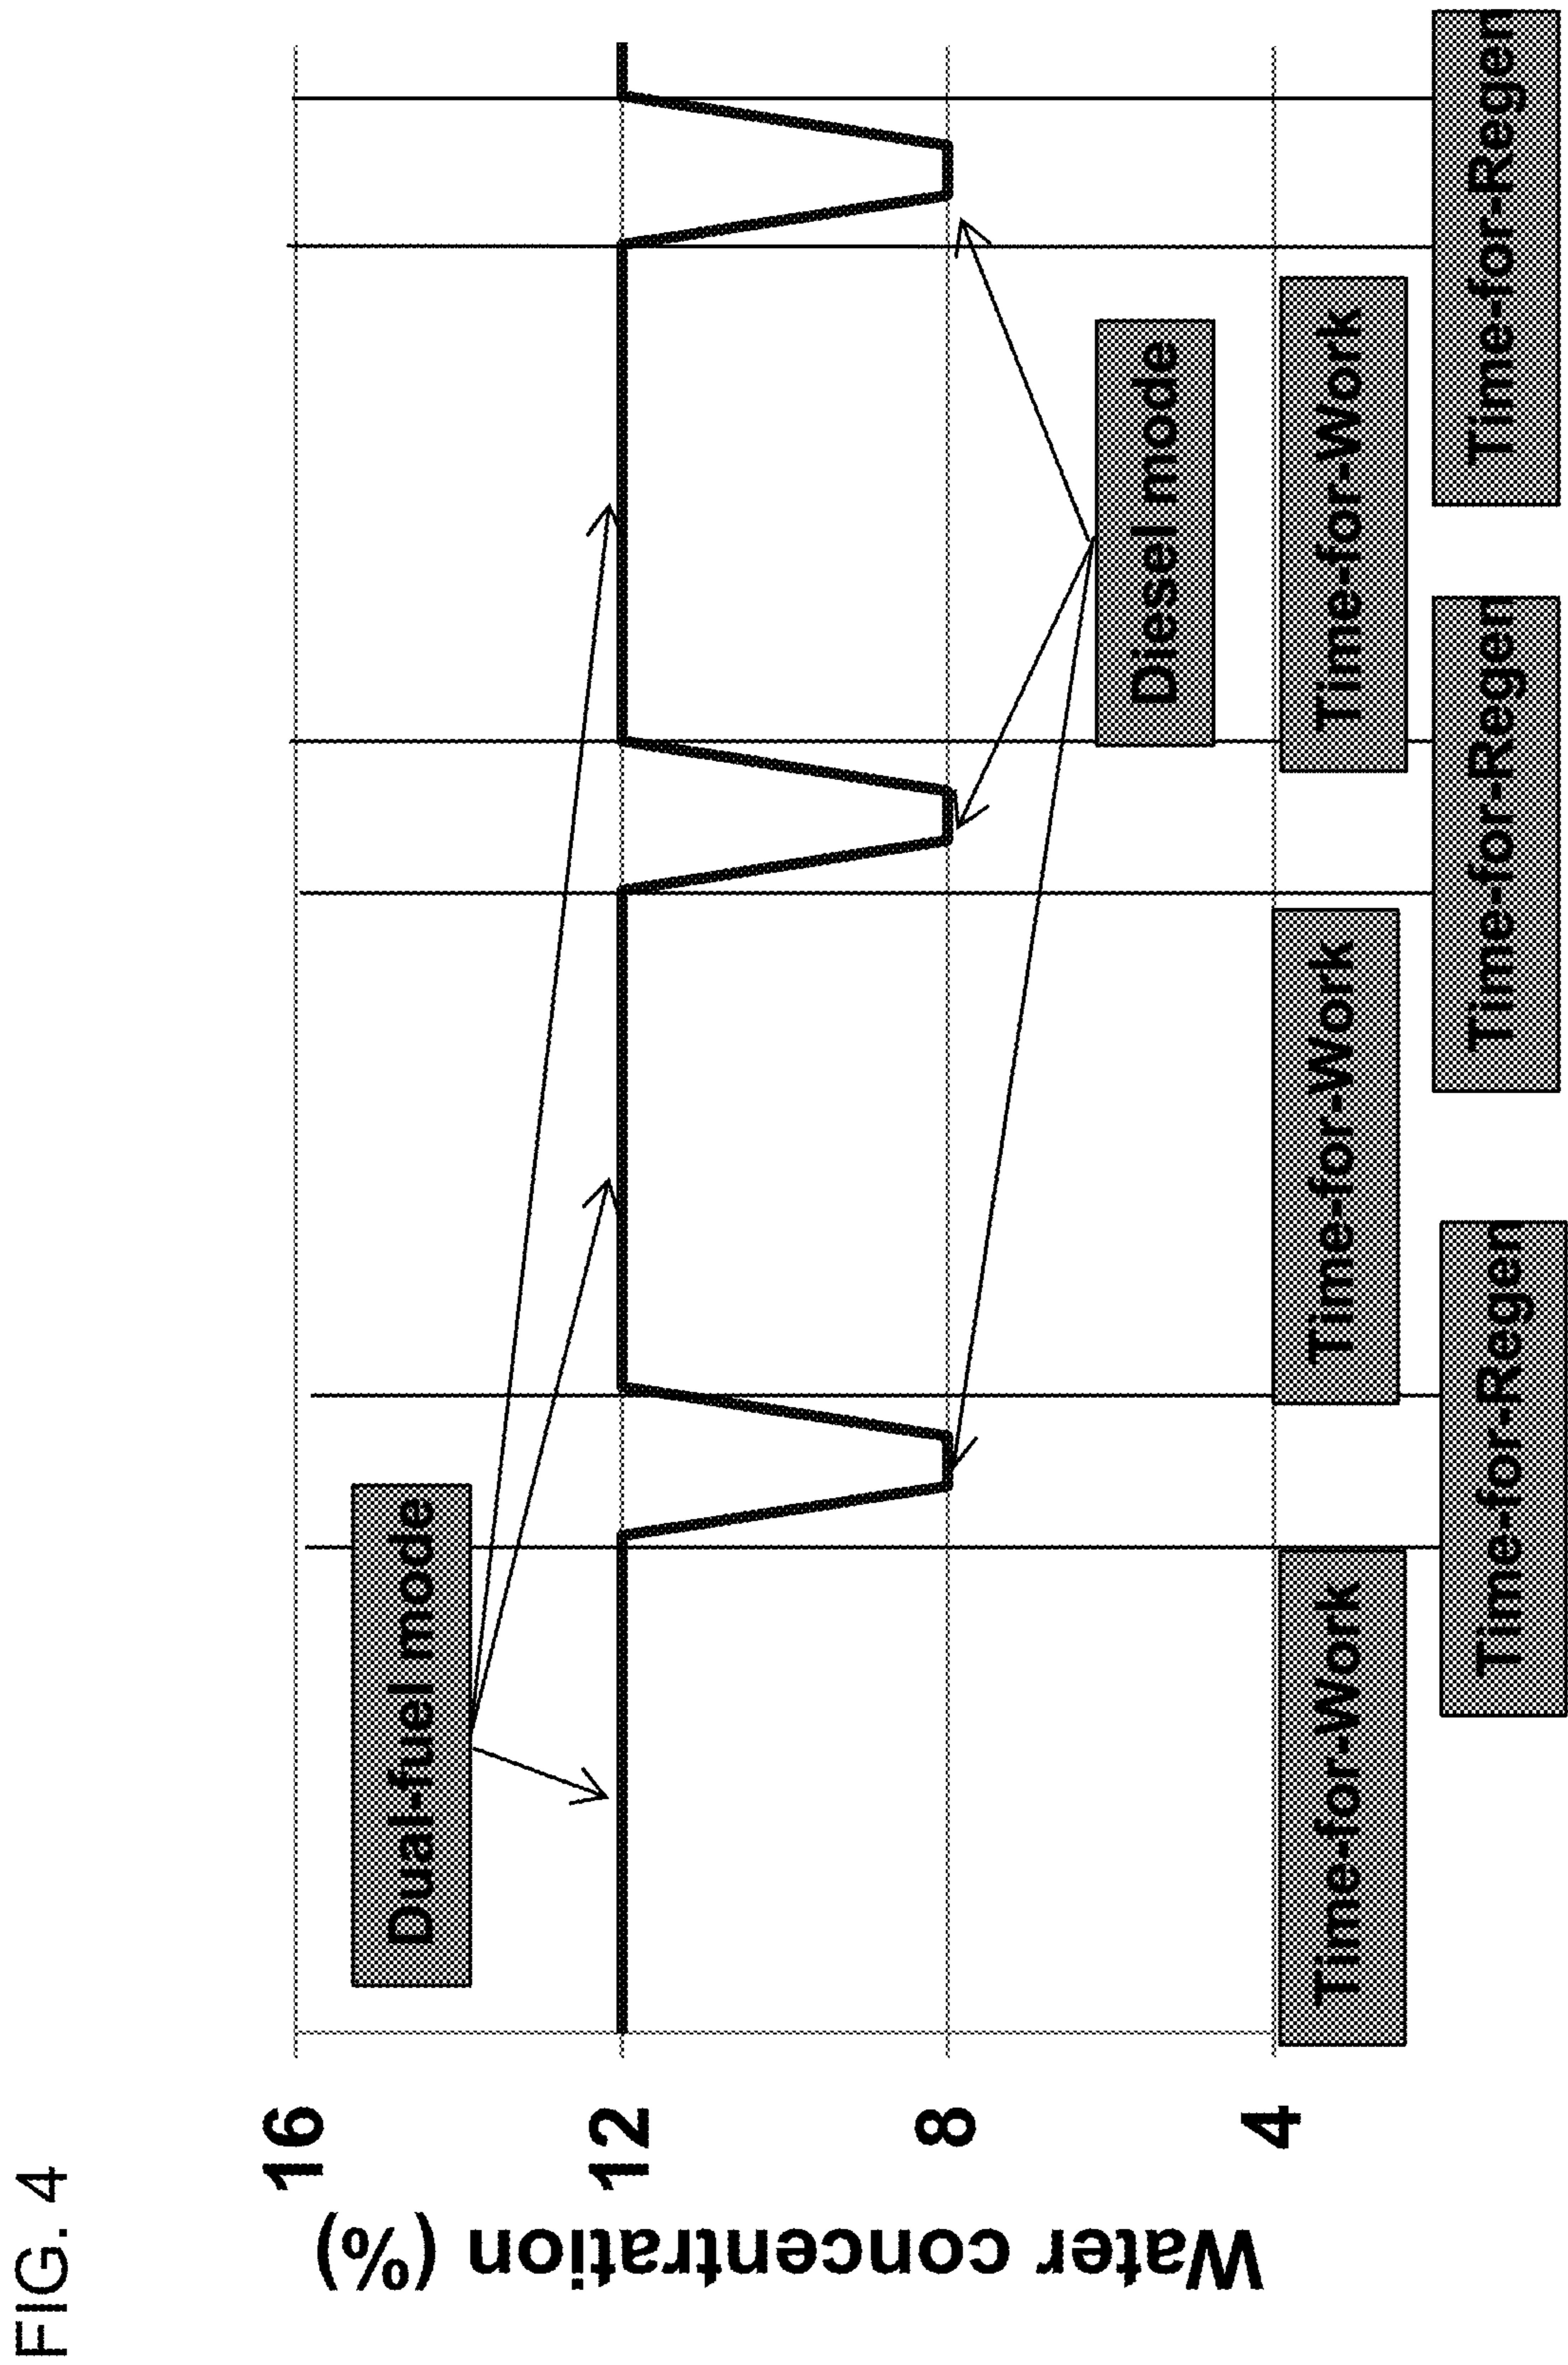 FIG. 4
Water concentration (%)
16
12
8
4
Dual-fuel mode
Diesel mode
Time-for-Work
Time-for-Work
Time-for-Work
Time-for-Regen
Time-for-Regen
Time-for-Regen